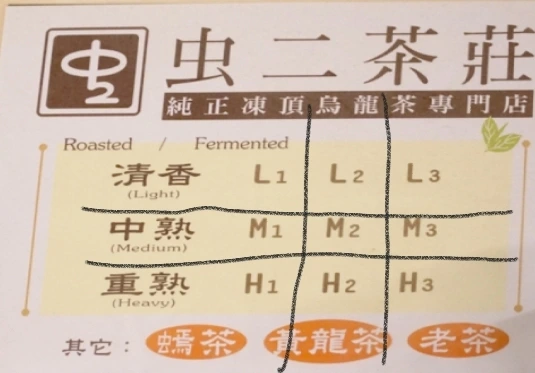 虫二茶莊
純正凍頂烏龍茶專門店
Roasted / Fermented
清香 L1 L2 L3
(Light)
中熟 M1 M2 M3
(Medium)
重熟 H1 H2 H3
(Heavy)
其它： 蝺茶 黃龍茶 老茶